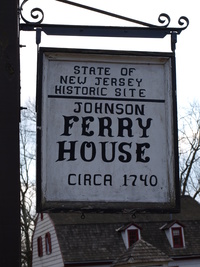 STATE OF
NEW JERSEY
HISTORIC SITE
JOHNSON
FERRY
HOUSE
CIRCA 1740